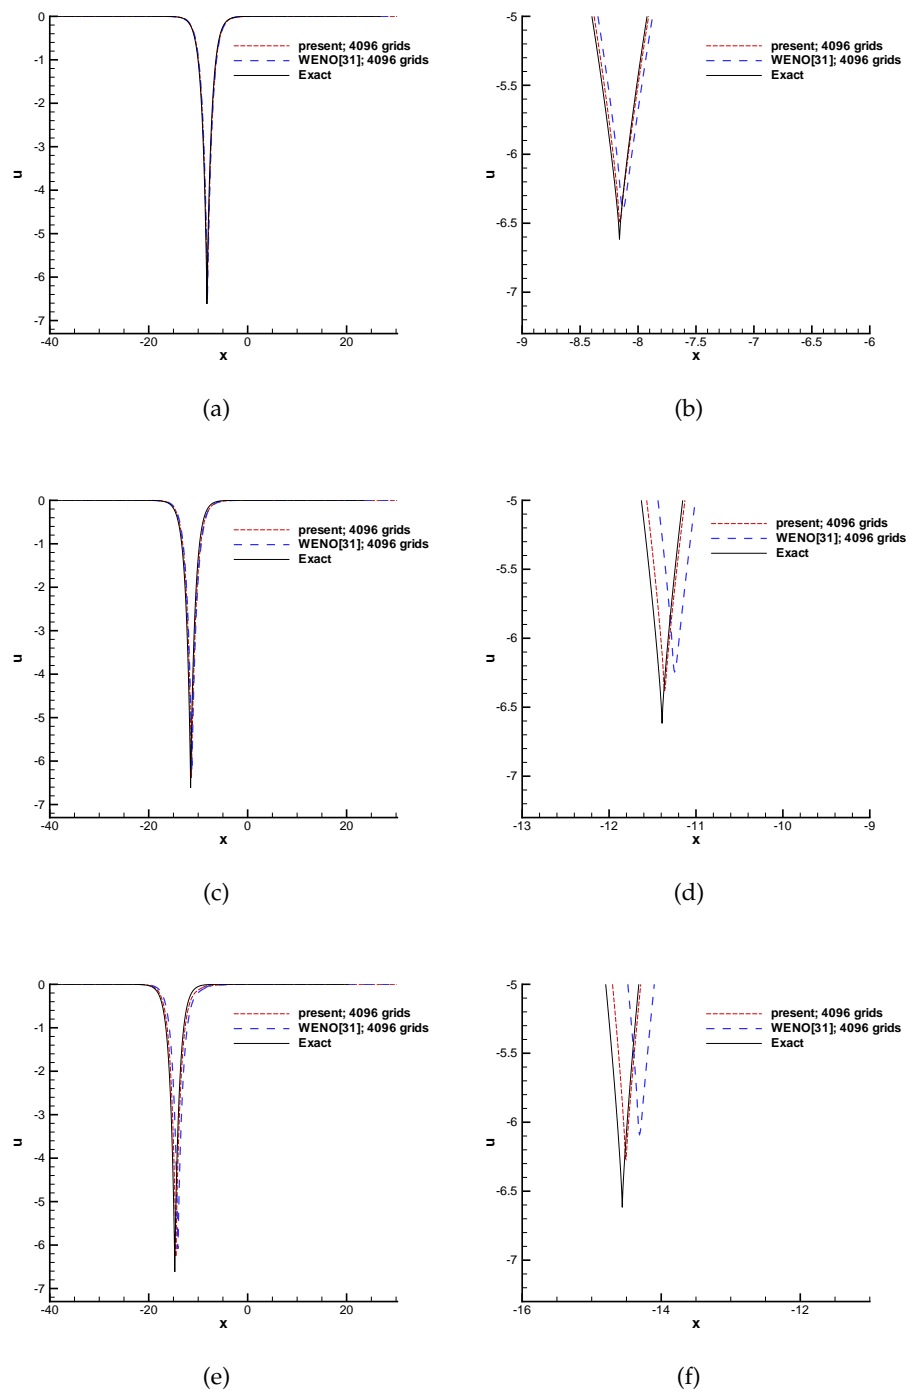 0
-1
-2
-3
-4
-5
-6
-7
u
-40
-20
0
20
x
present; 4096 grids
WENO[31]; 4096 grids
Exact
(a)
-5
-5.5
-6
-6.5
-7
u
-9
-8.5
-8
-7.5
-7
-6.5
-6
x
present; 4096 grids
WENO[31]; 4096 grids
Exact
(b)
0
-1
-2
-3
-4
-5
-6
-7
u
-40
-20
0
20
x
present; 4096 grids
WENO[31]; 4096 grids
Exact
(c)
-5
-5.5
-6
-6.5
-7
u
-13
-12
-11
-10
-9
x
present; 4096 grids
WENO[31]; 4096 grids
Exact
(d)
0
-1
-2
-3
-4
-5
-6
-7
u
-40
-20
0
20
x
present; 4096 grids
WENO[31]; 4096 grids
Exact
(e)
-5
-5.5
-6
-6.5
-7
u
-16
-14
-12
x
present; 4096 grids
WENO[31]; 4096 grids
Exact
(f)